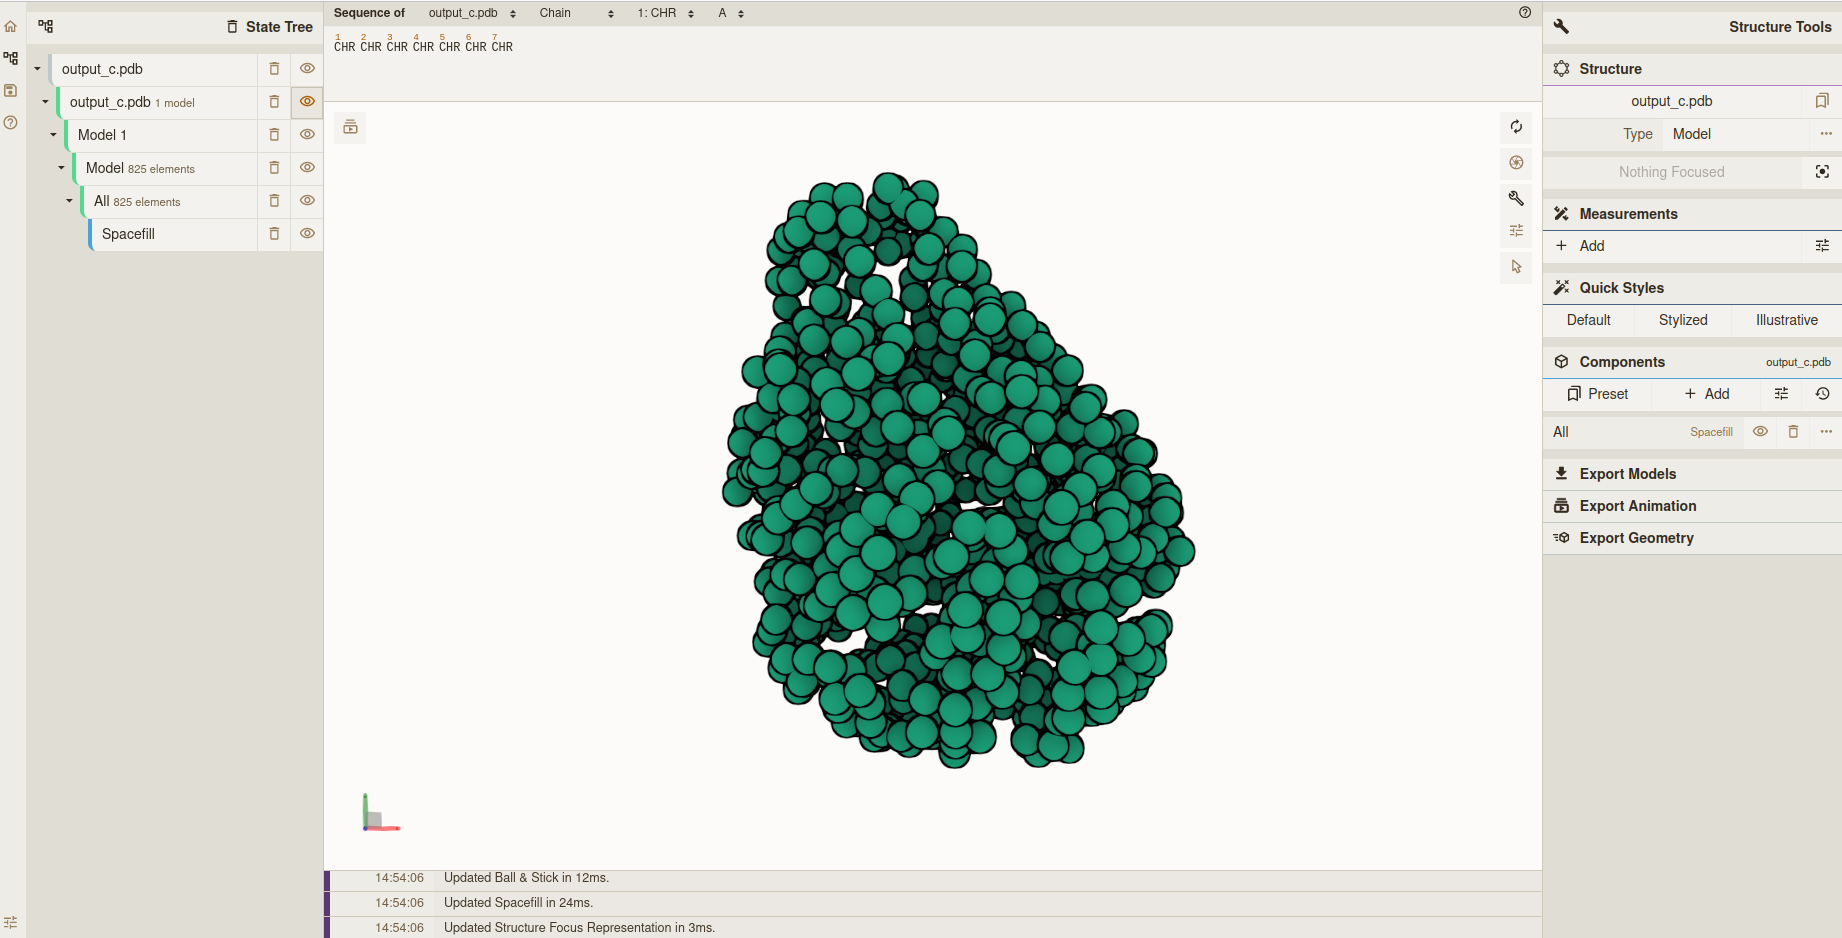 State Tree
output_c.pdb
output_c.pdb 1 model
Model 1
Model 825 elements
All 825 elements
Spacefill
Sequence of output_c.pdb Chain 1: CHR A
1 2 3 4 5 6 7
CHR CHR CHR CHR CHR CHR CHR
14:54:06 Updated Ball & Stick in 12ms.
14:54:06 Updated Spacefill in 24ms.
14:54:06 Updated Structure Focus Representation in 3ms.
Structure Tools
Structure
output_c.pdb
Type Model
Nothing Focused
Measurements
Add
Quick Styles
Default Stylized Illustrative
Components output_c.pdb
Preset Add
All Spacefill
Export Models
Export Animation
Export Geometry